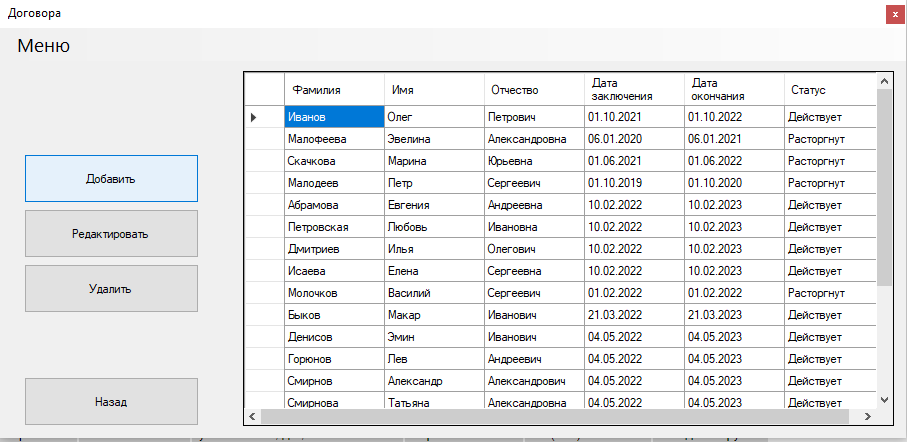 Договора
x
Меню
Добавить
Редактировать
Удалить
Назад
Фамилия Имя Отчество Дата заключения Дата окончания Статус
Иванов Олег Петрович 01.10.2021 01.10.2022 Действует
Малофеева Эвелина Александровна 06.01.2020 06.01.2021 Расторгнут
Скачкова Марина Юрьевна 01.06.2021 01.06.2022 Расторгнут
Малодеев Петр Сергеевич 01.10.2019 01.10.2020 Расторгнут
Абрамова Евгения Андреевна 10.02.2022 10.02.2023 Действует
Петровская Любовь Ивановна 10.02.2022 10.02.2023 Действует
Дмитриев Илья Олегович 10.02.2022 10.02.2023 Действует
Исаева Елена Сергеевна 10.02.2022 10.02.2023 Действует
Молочков Василий Сергеевич 01.02.2022 01.02.2022 Расторгнут
Быков Макар Иванович 21.03.2022 21.03.2023 Действует
Денисов Эмин Иванович 04.05.2022 04.05.2023 Действует
Горюнов Лев Андреевич 04.05.2022 04.05.2023 Действует
Смирнов Александр Александрович 04.05.2022 04.05.2023 Действует
Смирнова Татьяна Александровна 04.05.2022 04.05.2023 Действует